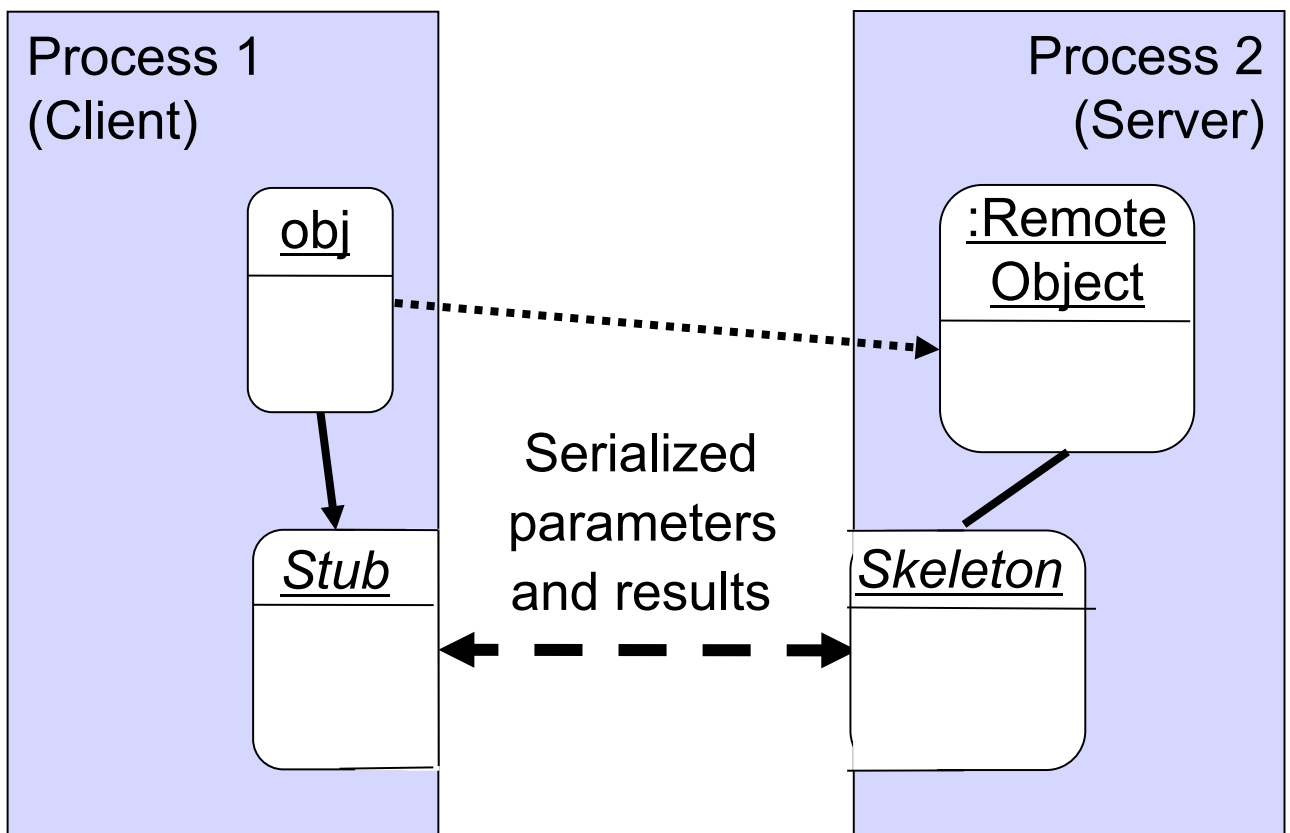 Process 1
(Client)
Process 2
(Server)
obj
:Remote
Object
Serialized
parameters
and results
Stub
Skeleton